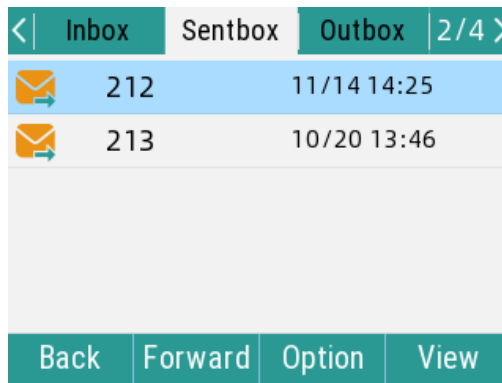 Inbox Sentbox Outbox 2/4
212 11/14 14:25
213 10/20 13:46
Back Forward Option View